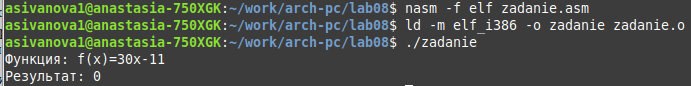 asivanova1@anastasia-750XGK:~/work/arch-pc/lab08$ nasm -f elf zadanie.asm
asivanova1@anastasia-750XGK:~/work/arch-pc/lab08$ ld -m elf_i386 -o zadanie zadanie.o
asivanova1@anastasia-750XGK:~/work/arch-pc/lab08$ ./zadanie
Функция: f(x)=30x-11
Результат: 0